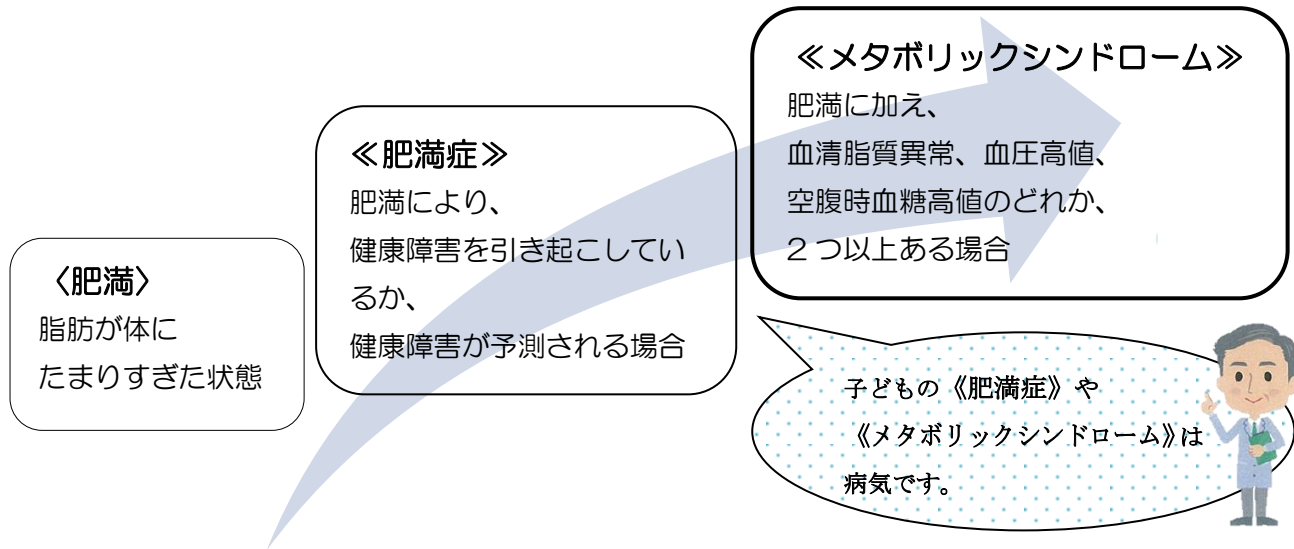 〈肥満〉
脂肪が体に
たまりすぎた状態
≪肥満症≫
肥満により、
健康障害を引き起こしてい
るか、
健康障害が予測される場合
≪メタボリックシンドローム≫
肥満に加え、
血清脂質異常、血圧高値、
空腹時血糖高値のどれか、
2つ以上ある場合
子どもの《肥満症》や
《メタボリックシンドローム》は
病気です。